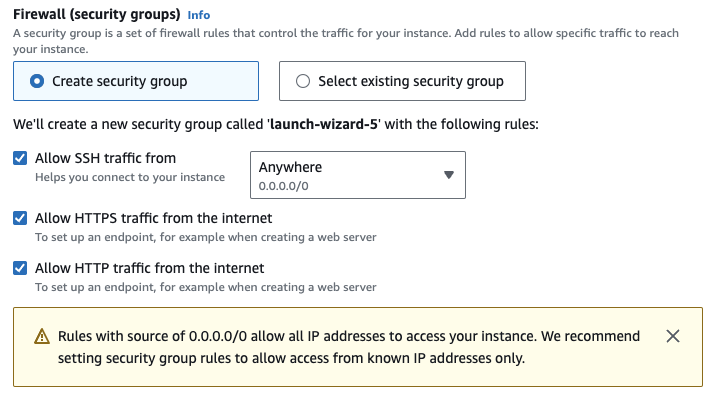 Firewall (security groups) Info
A security group is a set of firewall rules that control the traffic for your instance. Add rules to allow specific traffic to reach
your instance.
Create security group
Select existing security group
We'll create a new security group called 'launch-wizard-5' with the following rules:
Allow SSH traffic from
Helps you connect to your instance
Anywhere
0.0.0.0/0
Allow HTTPS traffic from the internet
To set up an endpoint, for example when creating a web server
Allow HTTP traffic from the internet
To set up an endpoint, for example when creating a web server
Rules with source of 0.0.0.0/0 allow all IP addresses to access your instance. We recommend
setting security group rules to allow access from known IP addresses only.